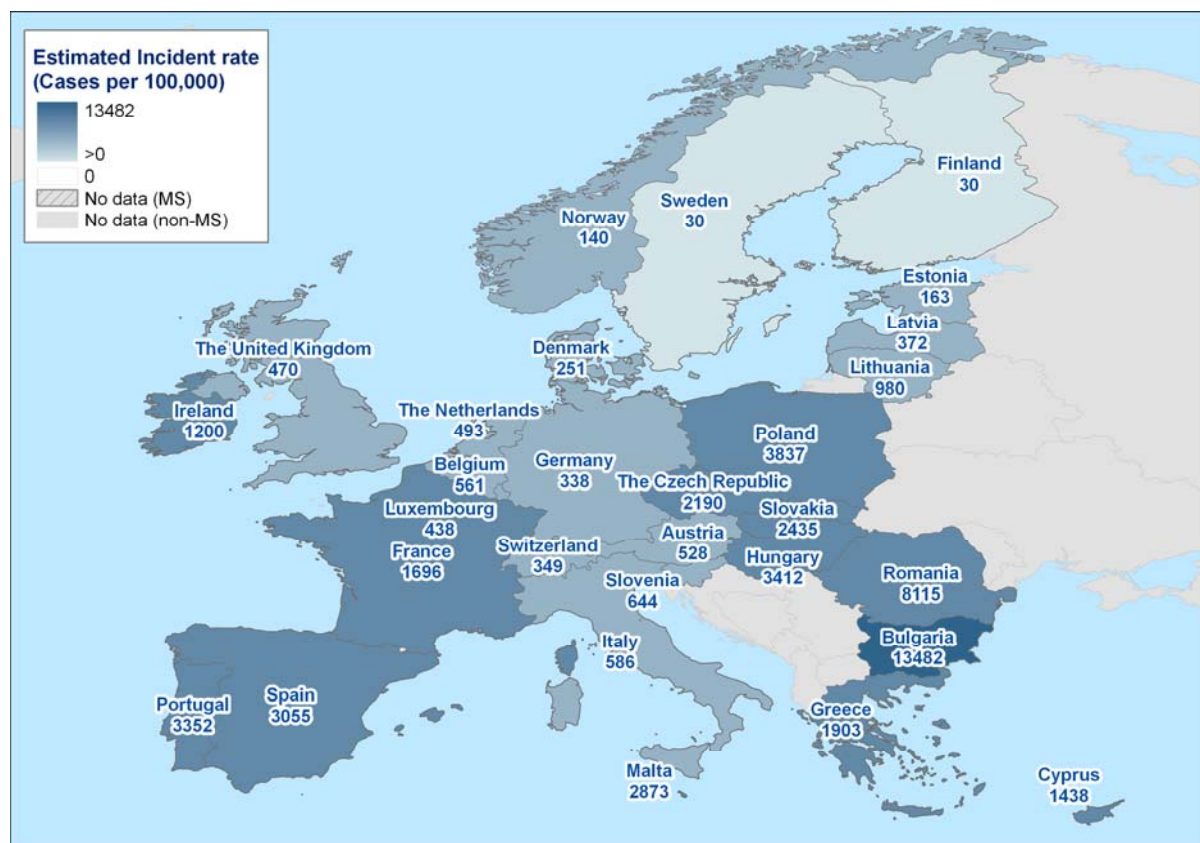 Estimated Incident rate
(Cases per 100,000)
13482
>0
0
No data (MS)
No data (non-MS)
Finland
30
Sweden
30
Norway
140
Estonia
163
Latvia
372
Lithuania
980
Denmark
251
The United Kingdom
470
Ireland
1200
The Netherlands
493
Belgium
561
Germany
338
Poland
3837
The Czech Republic
2190
Slovakia
2435
Luxembourg
438
France
1696
Switzerland
349
Austria
528
Hungary
3412
Slovenia
644
Romania
8115
Bulgaria
13482
Italy
586
Portugal
3352
Spain
3055
Greece
1903
Malta
2873
Cyprus
1438